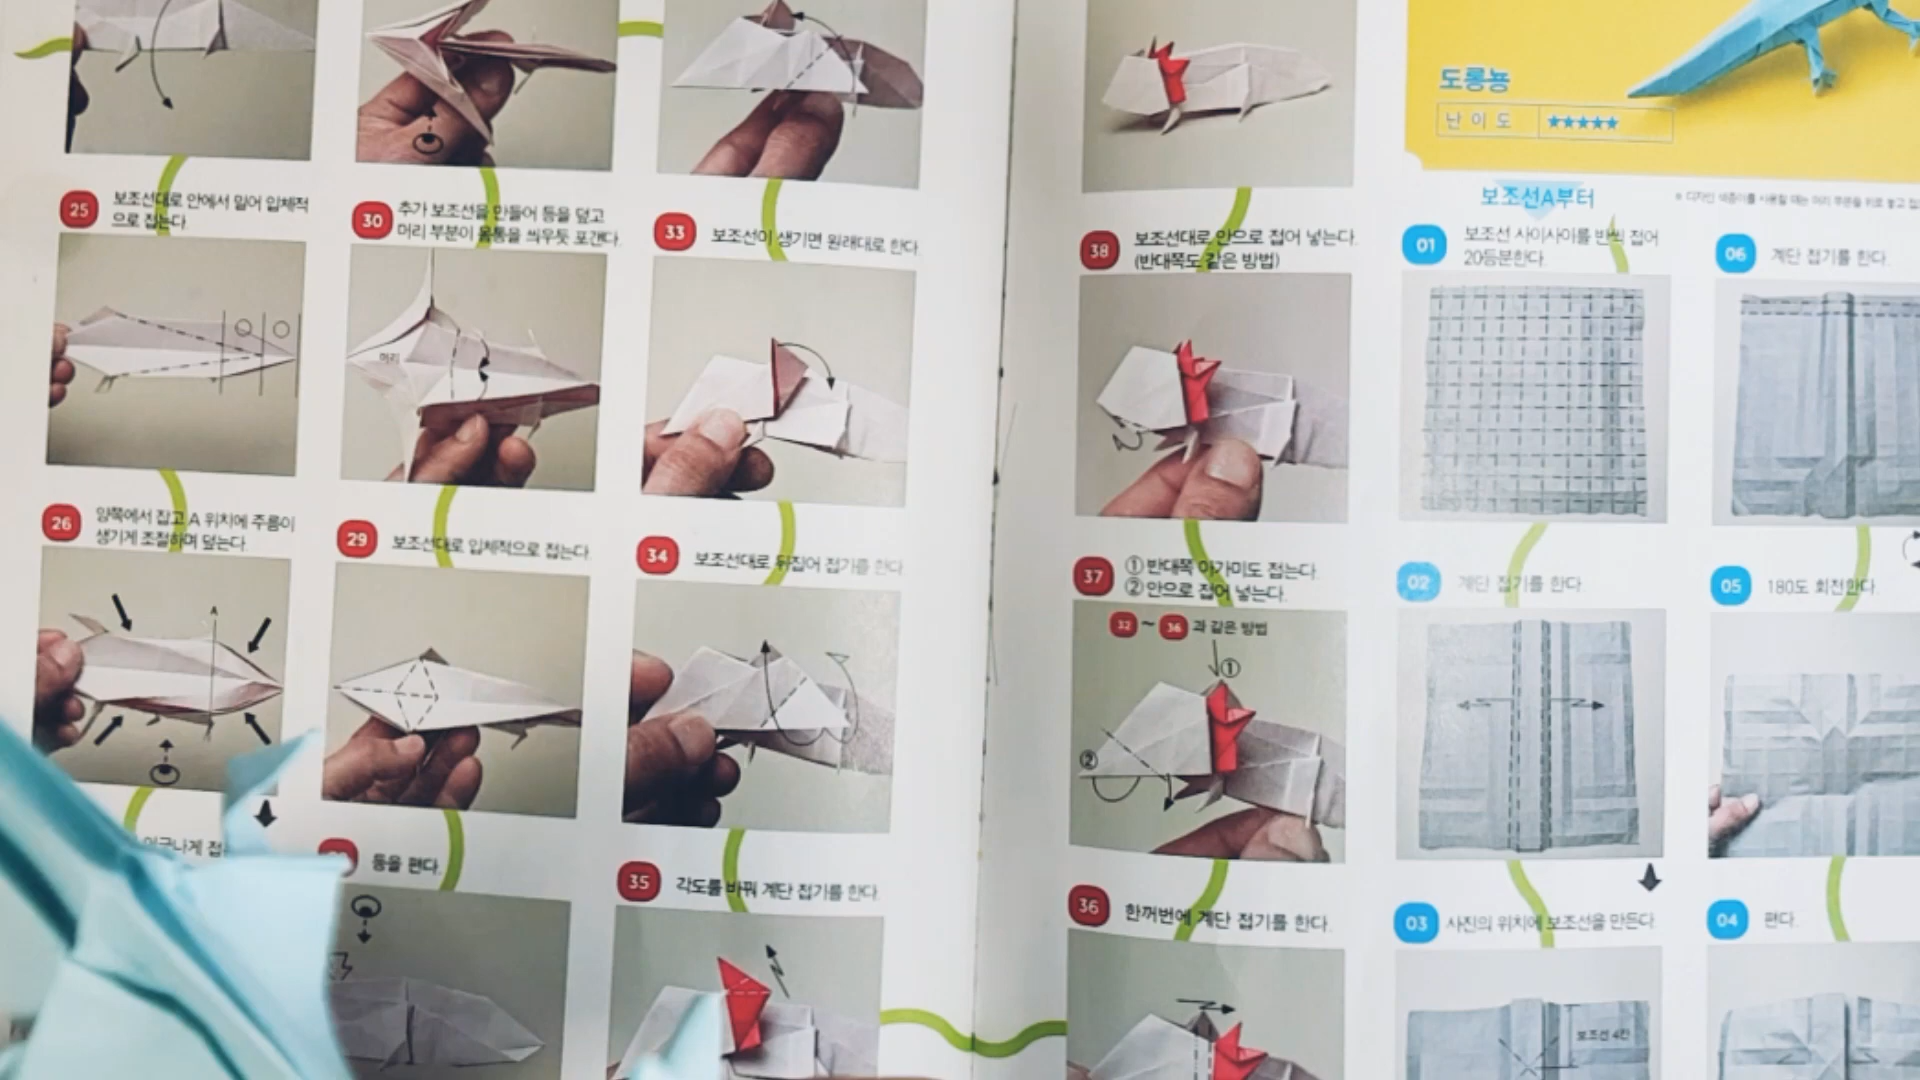 25
보조선대로 안에서 밀어 입체적
으로 접는다.
26
양쪽에서 잡고 A 위치에 주름이
생기게 조절하며 덮는다.
A
30
추가 보조선을 만들어 등을 덮고
머리 부분이 몸통을 씌우듯 포갠다.
머리
29
보조선대로 입체적으로 접는다.
등을 편다.
33
보조선이 생기면 원래대로 한다.
34
보조선대로 뒤집어 접기를 한다.
35
각도를 바꿔 계단 접기를 한다.
38
보조선대로 안으로 접어 넣는다.
(반대쪽도 같은 방법)
37
① 반대쪽 아가미도 접는다.
② 안으로 접어 넣는다.
32 ~ 36 과 같은 방법
①
②
36
한꺼번에 계단 접기를 한다.
도롱뇽
난이도 ★★★★★
보조선A부터
01
보조선 사이사이를 반씩 접어
20등분한다.
02
계단 접기를 한다.
03
사진의 위치에 보조선을 만든다.
보조선 4칸
06
계단 접기를 한다.
05
180도 회전한다.
04
편다.